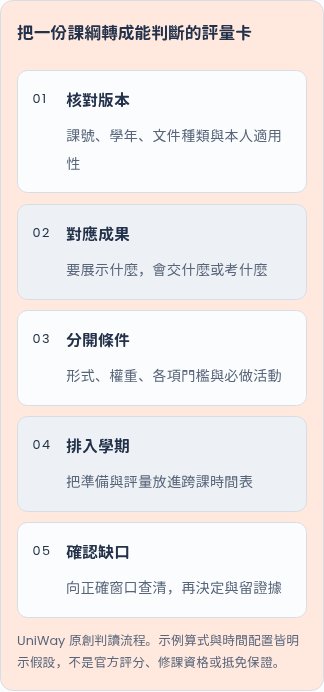 把一份課綱轉成能判斷的評量卡
01 核對版本
課號、學年、文件種類與本人適用
性
02 對應成果
要展示什麼，會交什麼或考什麼
03 分開條件
形式、權重、各項門檻與必做活動
04 排入學期
把準備與評量放進跨課時間表
05 確認缺口
向正確窗口查清，再決定與留證據
UniWay 原創判讀流程。示例算式與時間配置皆明
示假設，不是官方評分、修課資格或抵免保證。